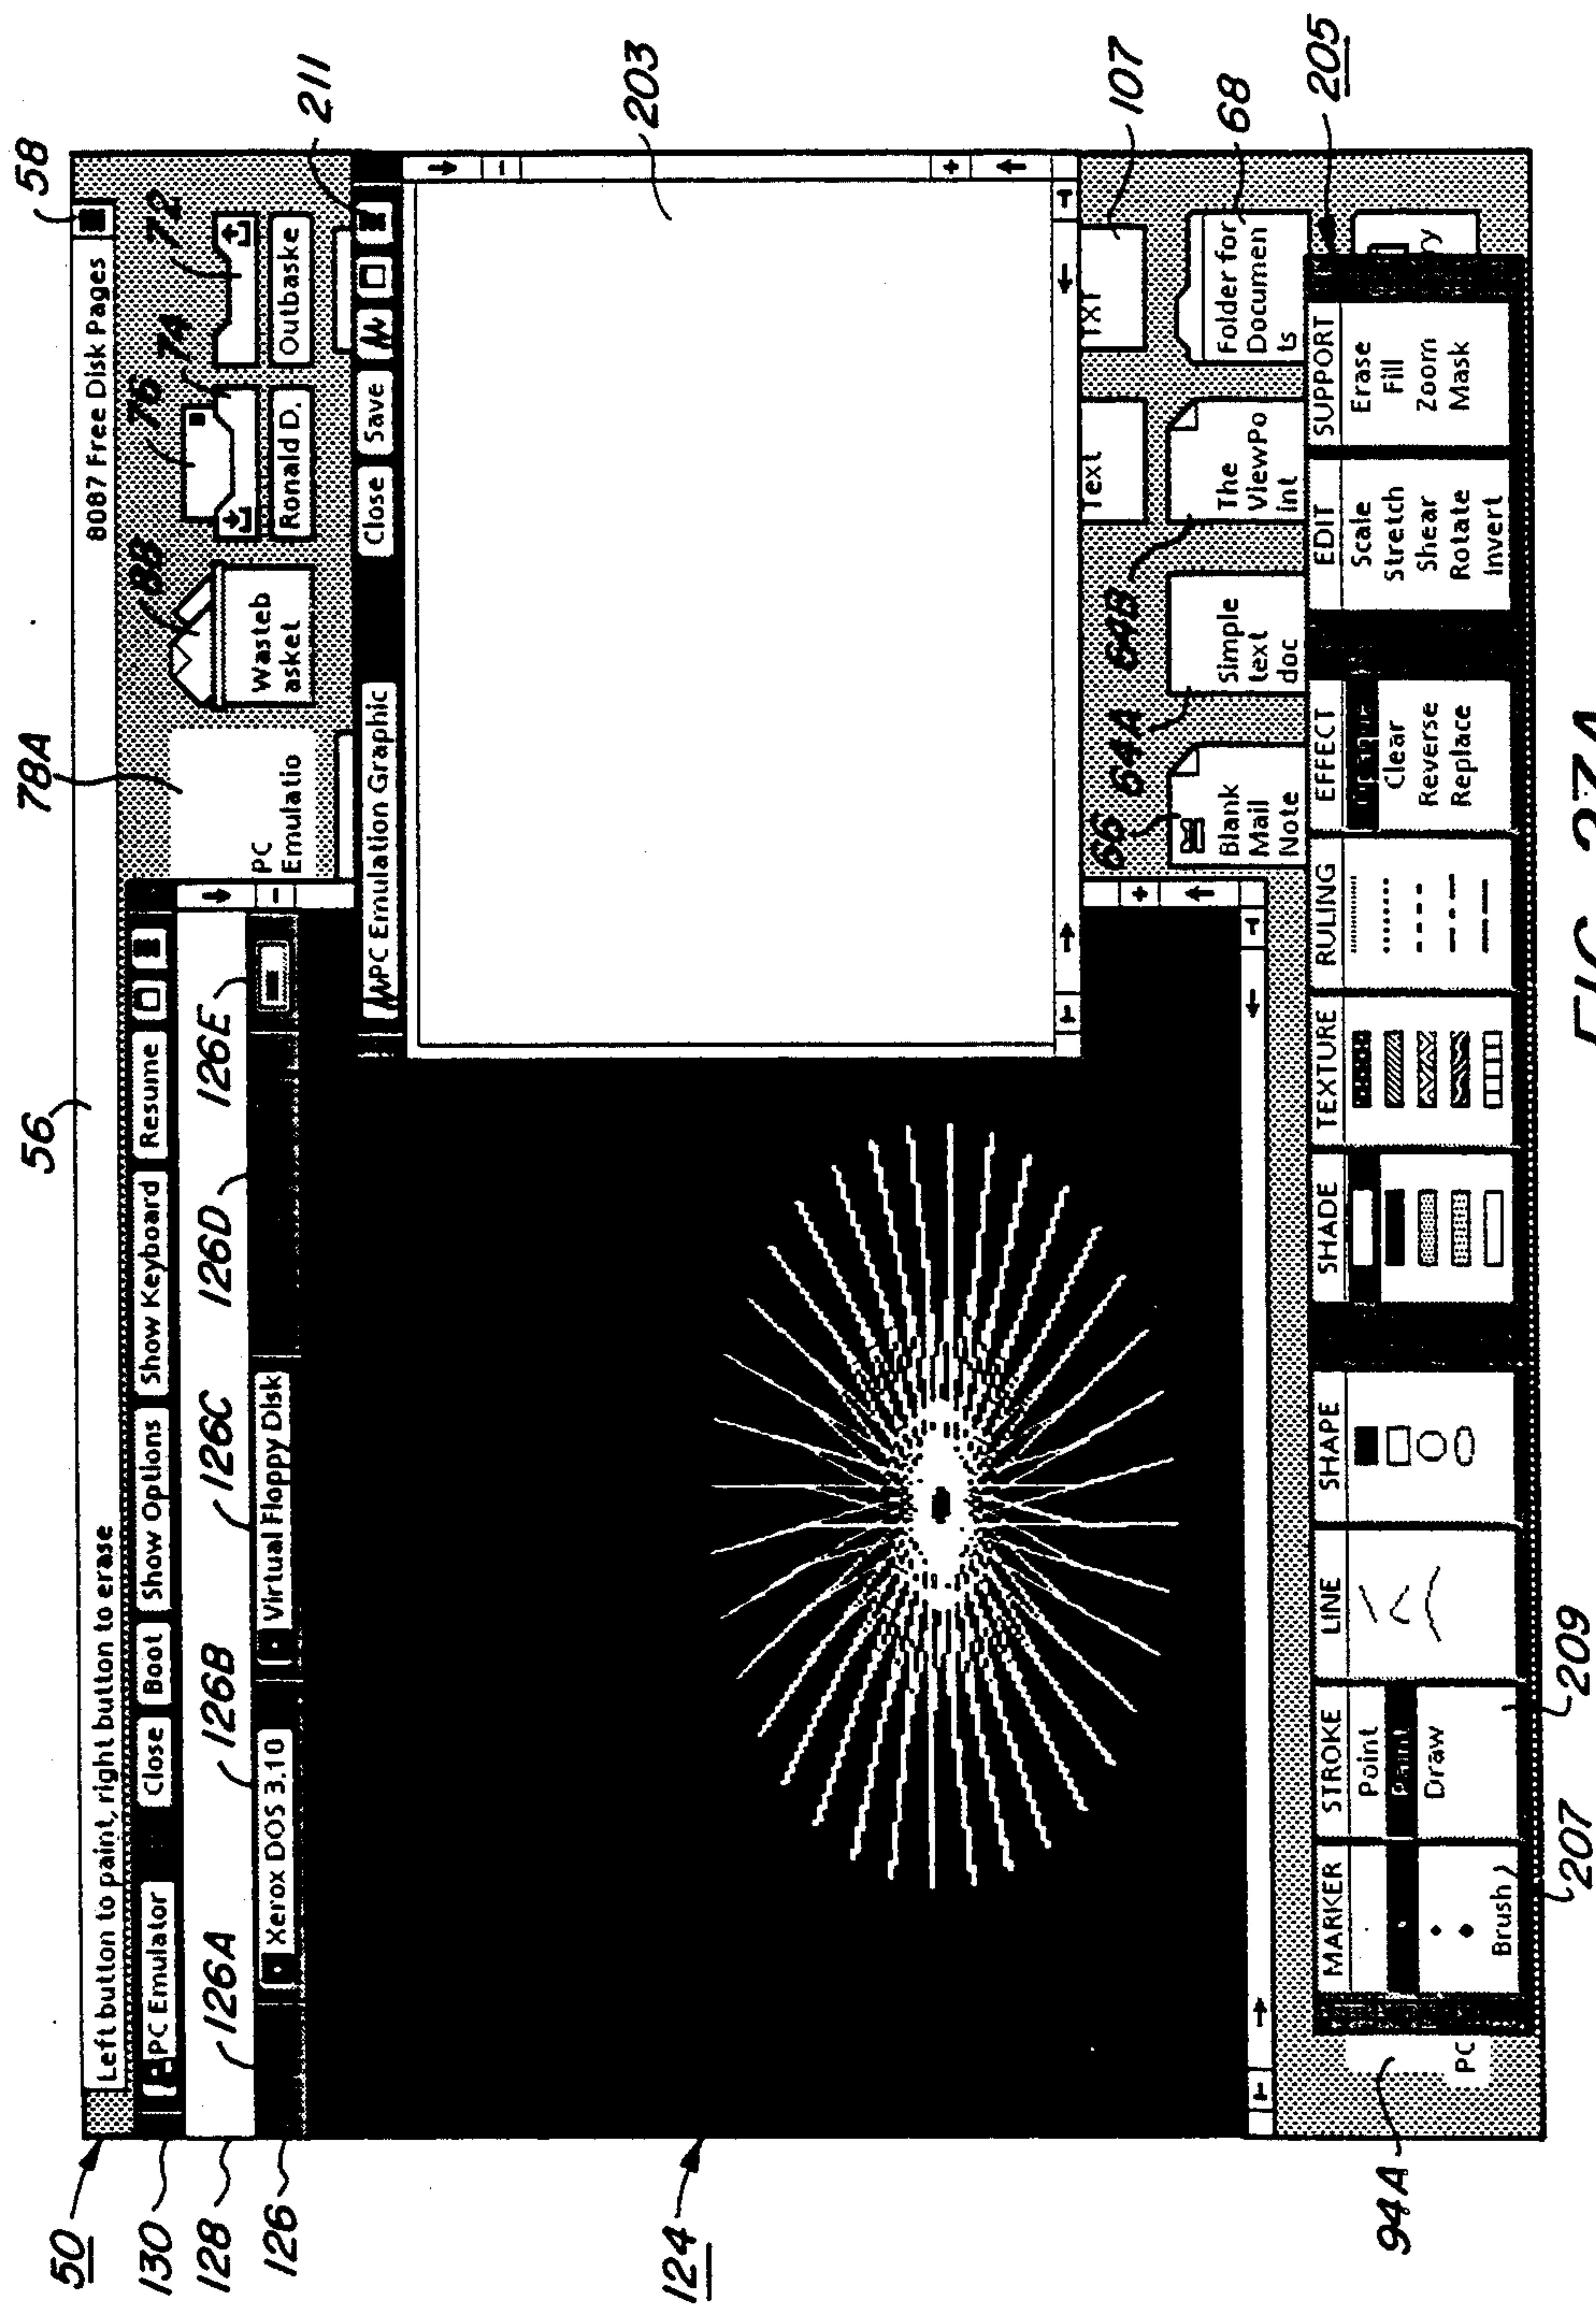 56
58
78A
88
76
74
72
211
50
Left button to paint, right button to erase
8087 Free Disk Pages
130
PC Emulator
Close
Boot
Show Options
Show Keyboard
Resume
128
126A
126B
126C
126D
126E
126
Xerox DOS 3.10
Virtual Floppy Disk
PC
Emulatio
Wasteb
asket
Ronald D.
Outbaske
PC Emulation Graphic
Close
Save
203
124
Text
TXT
107
66
64A
64B
68
Blank
Mail
Note
Simple
text
doc
The
ViewPo
int
Folder for
Documen
ts
205
94A
PC
MARKER
Brush
STROKE
Point
Paint
Draw
LINE
SHAPE
SHADE
TEXTURE
RULING
EFFECT
Clear
Reverse
Replace
EDIT
Scale
Stretch
Shear
Rotate
Invert
SUPPORT
Erase
Fill
Zoom
Mask
ry
207
209